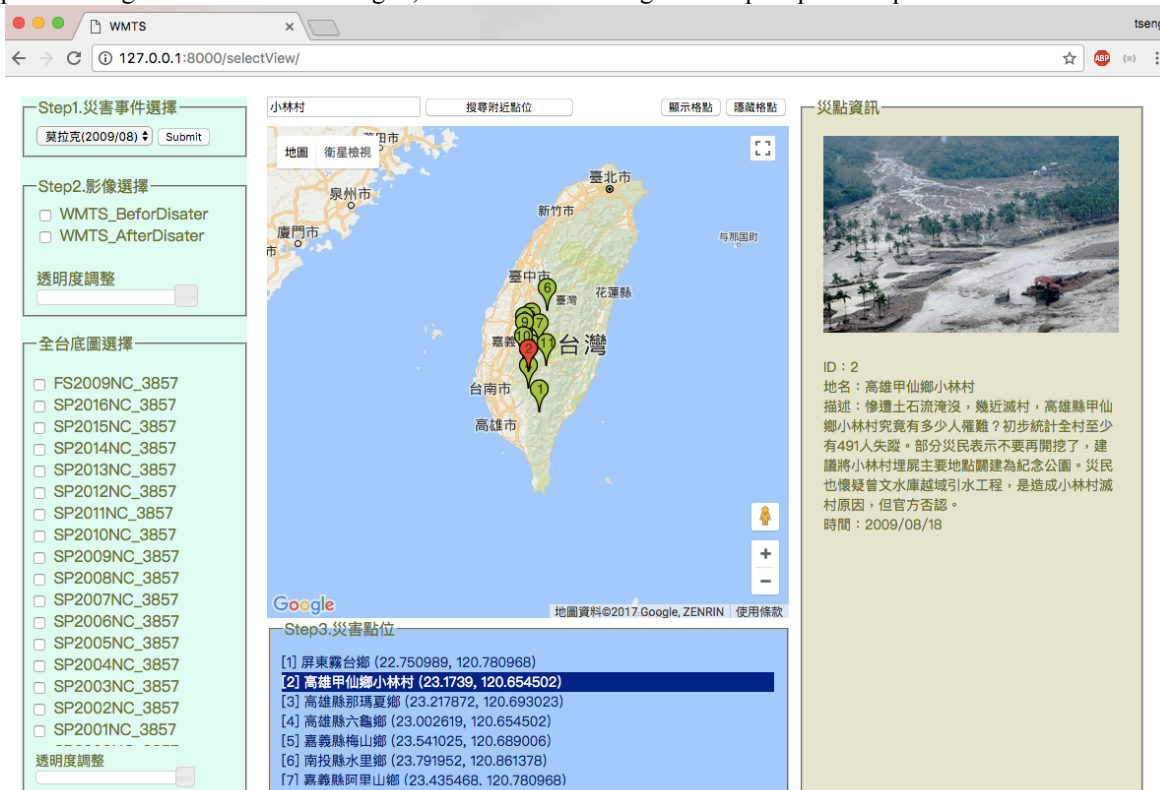 WMTS
tseng
127.0.0.1:8000/selectView/
ABP
Step1.災害事件選擇
莫拉克(2009/08)
Submit
Step2.影像選擇
WMTS_BeforDisater
WMTS_AfterDisater
透明度調整
全台底圖選擇
FS2009NC_3857
SP2016NC_3857
SP2015NC_3857
SP2014NC_3857
SP2013NC_3857
SP2012NC_3857
SP2011NC_3857
SP2010NC_3857
SP2009NC_3857
SP2008NC_3857
SP2007NC_3857
SP2006NC_3857
SP2005NC_3857
SP2004NC_3857
SP2003NC_3857
SP2002NC_3857
SP2001NC_3857
透明度調整
小林村
搜尋附近點位
顯示格點
隱藏格點
地圖
衛星檢視
田市
泉州市
廈門市
市
臺北市
新竹市
与那国町
臺中市
6
臺灣
花蓮縣
9
7
10
嘉義
2
11
台灣
台南市
1
高雄市
Google
地圖資料©2017 Google, ZENRIN
使用條款
Step3.災害點位
[1] 屏東霧台鄉 (22.750989, 120.780968)
[2] 高雄甲仙鄉小林村 (23.1739, 120.654502)
[3] 高雄縣那瑪夏鄉 (23.217872, 120.693023)
[4] 高雄縣六龜鄉 (23.002619, 120.654502)
[5] 嘉義縣梅山鄉 (23.541025, 120.689006)
[6] 南投縣水里鄉 (23.791952, 120.861378)
[7] 嘉義縣阿里山鄉 (23.435468, 120.780968)
災點資訊
ID：2
地名：高雄甲仙鄉小林村
描述：慘遭土石流淹沒，幾近滅村，高雄縣甲仙
鄉小林村究竟有多少人罹難？初步統計全村至少
有491人失蹤。部分災民表示不要再開挖了，建
議將小林村埋屍主要地點闢建為紀念公園。災民
也懷疑曾文水庫越域引水工程，是造成小林村滅
村原因，但官方否認。
時間：2009/08/18